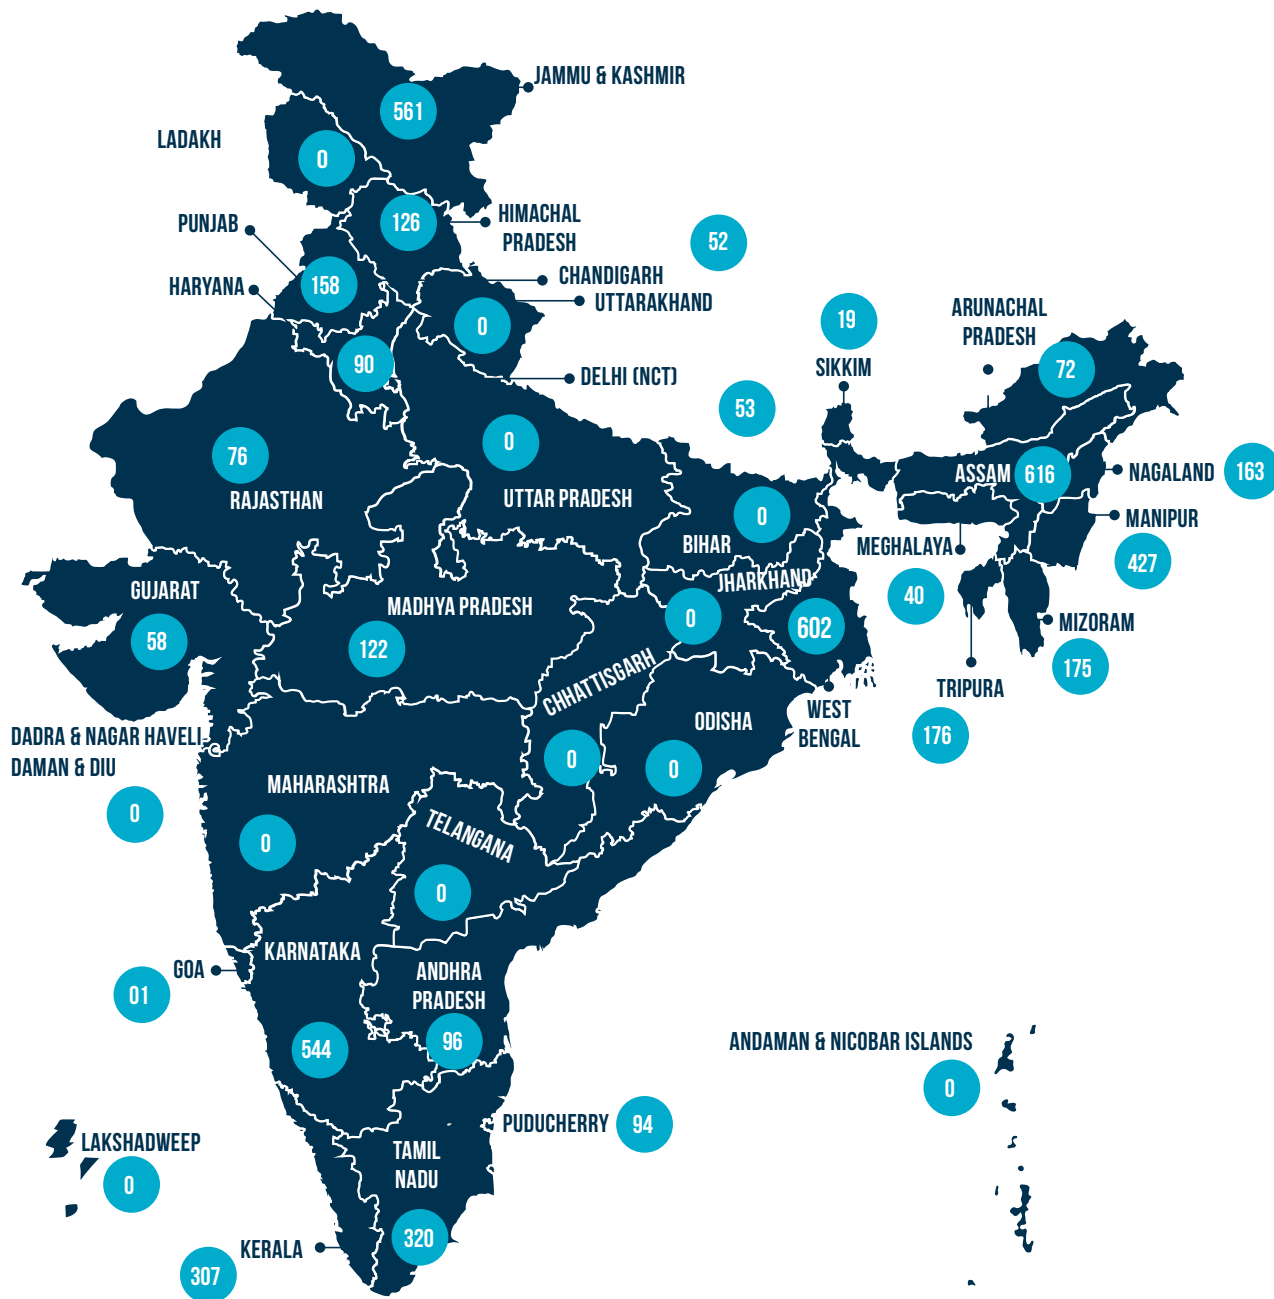 JAMMU & KASHMIR
561
LADAKH
0
PUNJAB
126
HIMACHAL
PRADESH
52
HARYANA
158
CHANDIGARH
UTTARAKHAND
0
19
SIKKIM
ARUNACHAL
PRADESH
72
90
DELHI (NCT)
53
76
RAJASTHAN
0
UTTAR PRADESH
ASSAM
616
NAGALAND
163
0
BIHAR
MANIPUR
427
MEGHALAYA
40
JHARKHAND
0
GUJARAT
58
MADHYA PRADESH
122
602
MIZORAM
175
TRIPURA
176
CHHATTISGARH
0
ODISHA
0
WEST
BENGAL
DADRA & NAGAR HAVELI
DAMAN & DIU
0
MAHARASHTRA
0
TELANGANA
0
KARNATAKA
544
GOA
01
ANDHRA
PRADESH
96
ANDAMAN & NICOBAR ISLANDS
0
PUDUCHERRY
94
LAKSHADWEEP
0
TAMIL
NADU
320
KERALA
307